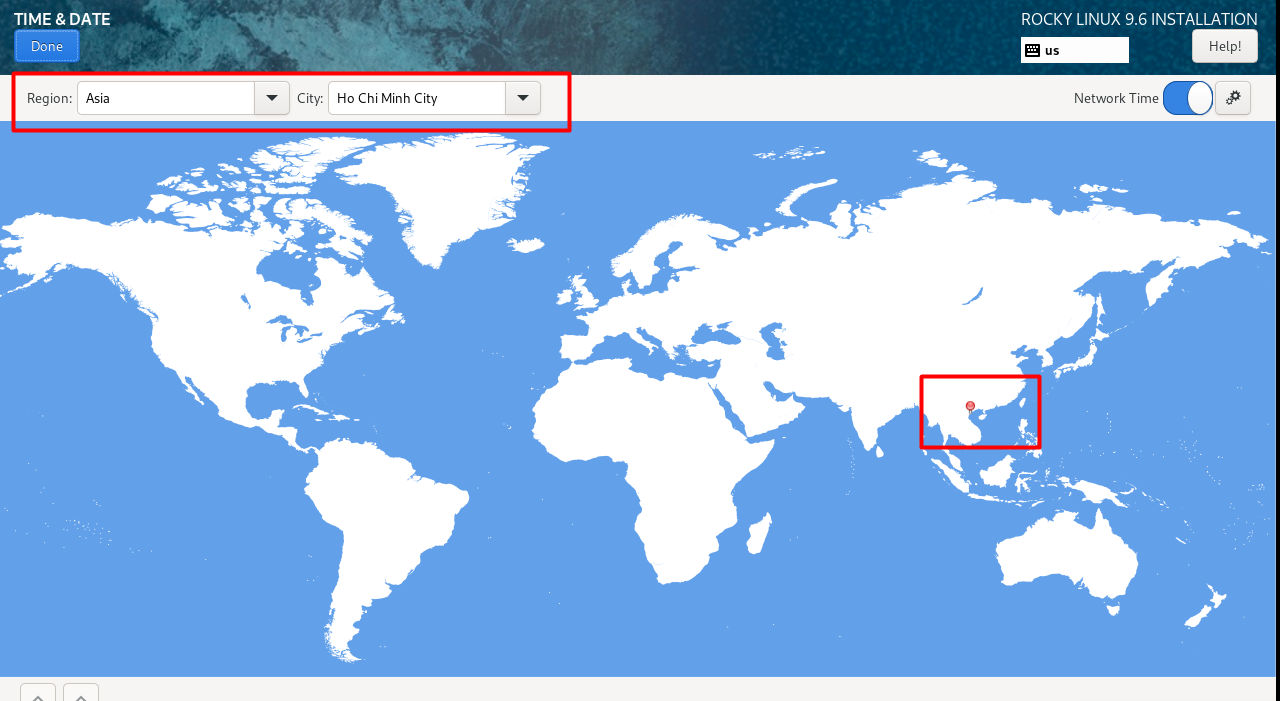 TIME & DATE
ROCKY LINUX 9.6 INSTALLATION
Done
us
Help!
Region: Asia City: Ho Chi Minh City Network Time